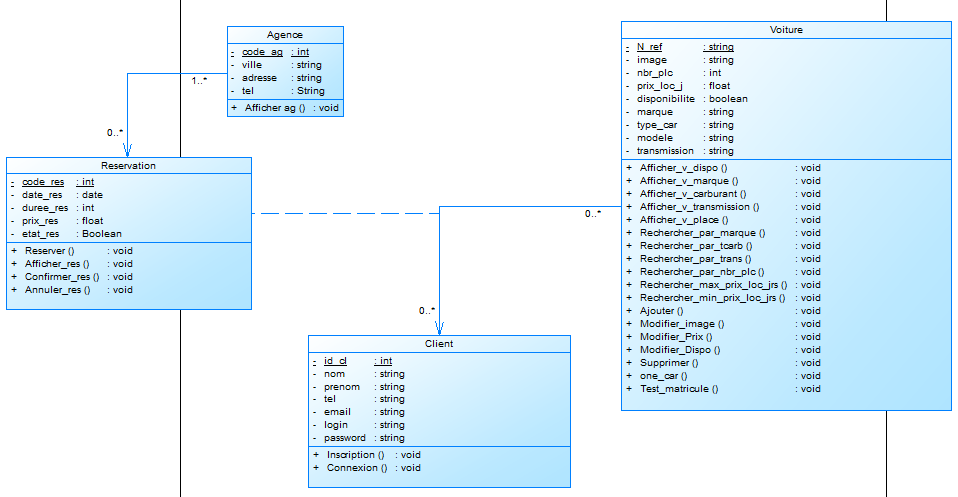 Agence
- code_ag : int
- ville : string
- adresse : string
- tel : String
+ Afficher ag () : void
1..*
0..*
Reservation
- code_res : int
- date_res : date
- duree_res : int
- prix_res : float
- etat_res : Boolean
+ Reserver () : void
+ Afficher_res () : void
+ Confirmer_res () : void
+ Annuler_res () : void
Voiture
- N_ref : string
- image : string
- nbr_plc : int
- prix_loc_j : float
- disponibilite : boolean
- marque : string
- type_car : string
- modele : string
- transmission : string
+ Afficher_v_dispo () : void
+ Afficher_v_marque () : void
+ Afficher_v_carburant () : void
+ Afficher_v_transmission () : void
+ Afficher_v_place () : void
+ Rechercher_par_marque () : void
+ Rechercher_par_tcarb () : void
+ Rechercher_par_trans () : void
+ Rechercher_par_nbr_plc () : void
+ Rechercher_max_prix_loc_jrs () : void
+ Rechercher_min_prix_loc_jrs () : void
+ Ajouter () : void
+ Modifier_image () : void
+ Modifier_Prix () : void
+ Modifier_Dispo () : void
+ Supprimer () : void
+ one_car () : void
+ Test_matricule () : void
0..*
0..*
Client
- id_cl : int
- nom : string
- prenom : string
- tel : string
- email : string
- login : string
- password : string
+ Inscription () : void
+ Connexion () : void